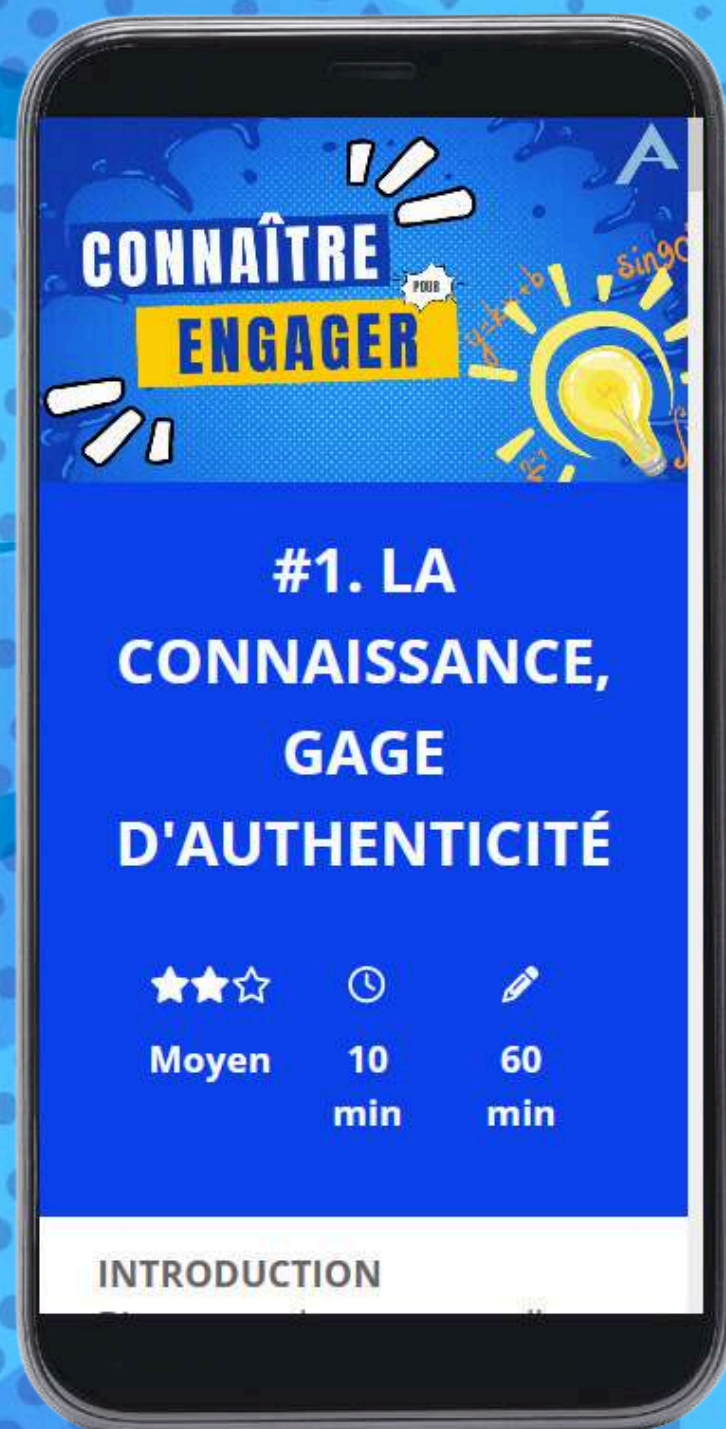 CONNAÎTRE
POUR
ENGAGER
#1. LA
CONNAISSANCE,
GAGE
D'AUTHENTICITÉ
Moyen
10
min
60
min
INTRODUCTION